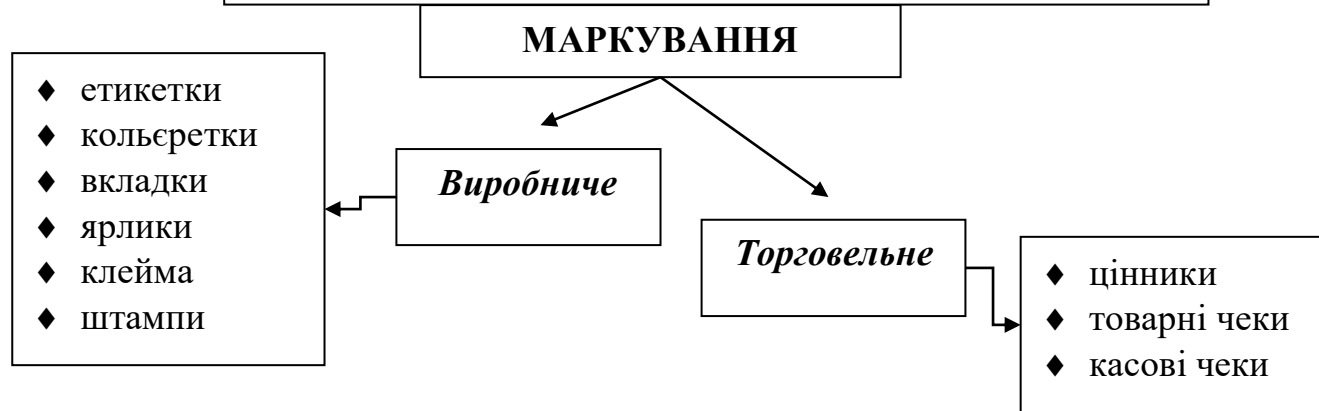 МАРКУВАННЯ
♦ етикетки
♦ кольєретки
♦ вкладки
♦ ярлики
♦ клейма
♦ штампи
Виробниче
Торговельне
♦ цінники
♦ товарні чеки
♦ касові чеки